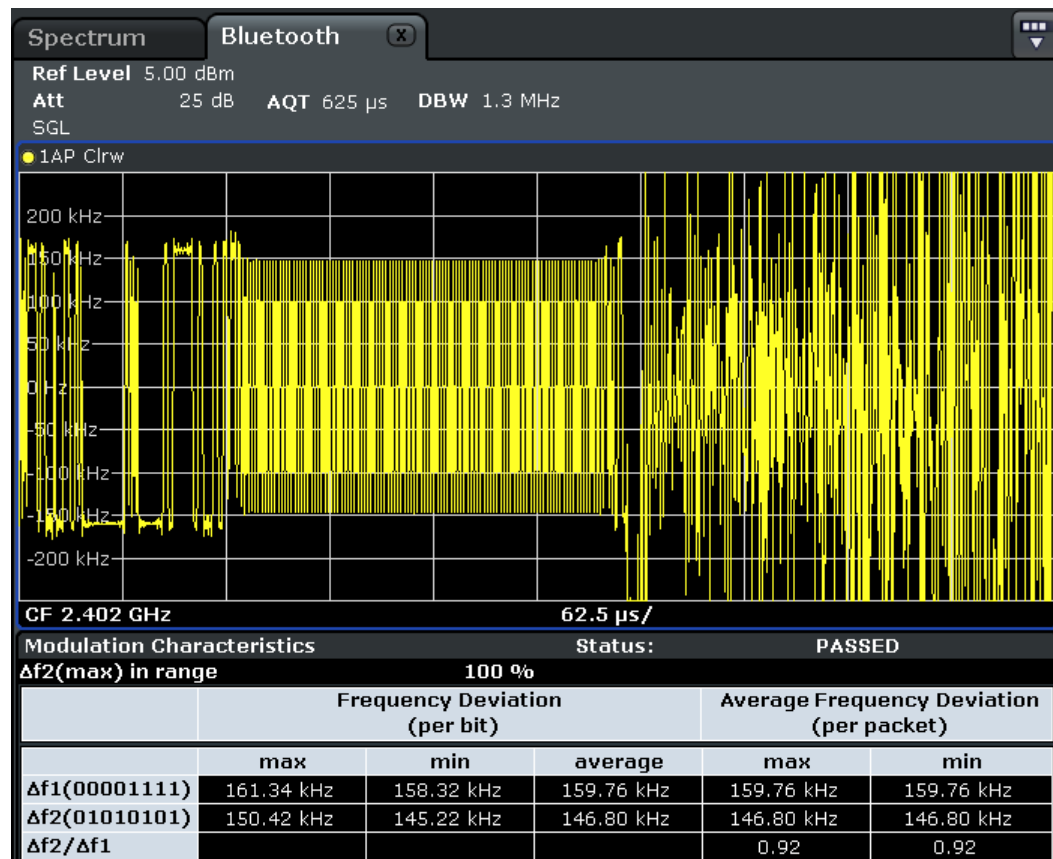 Spectrum Bluetooth X
Ref Level 5.00 dBm
Att 25 dB AQT 625 µs DBW 1.3 MHz
SGL
1AP Clrw
200 kHz
150 kHz
100 kHz
50 kHz
0 Hz
-50 kHz
-100 kHz
-150 kHz
-200 kHz
CF 2.402 GHz 62.5 µs/
Modulation Characteristics Status: PASSED
Δf2(max) in range 100 %
Frequency Deviation Average Frequency Deviation
(per bit) (per packet)
max min average max min
Δf1(00001111) 161.34 kHz 158.32 kHz 159.76 kHz 159.76 kHz 159.76 kHz
Δf2(01010101) 150.42 kHz 145.22 kHz 146.80 kHz 146.80 kHz 146.80 kHz
Δf2/Δf1 0.92 0.92